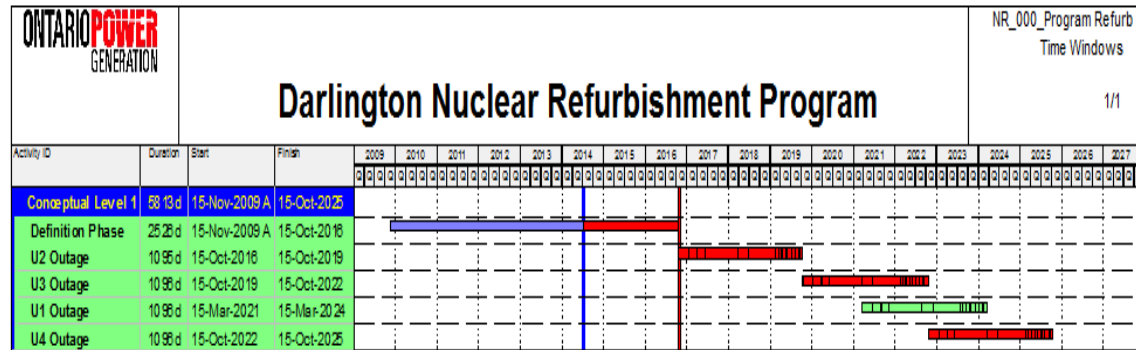 ONTARIOPOWER
GENERATION
NR_000_Program Refurb
Time Windows
1/1
Darlington Nuclear Refurbishment Program
Activity ID Duration Start Finish 2009 2010 2011 2012 2013 2014 2015 2016 2017 2018 2019 2020 2021 2022 2023 2024 2025 2026 2027
Conceptual Level 1 5813d 15-Nov-2009 A 15-Oct-2025
Definition Phase 2526d 15-Nov-2009 A 15-Oct-2016
U2 Outage 1095d 15-Oct-2016 15-Oct-2019
U3 Outage 1096d 15-Oct-2019 15-Oct-2022
U1 Outage 1096d 15-Mar-2021 15-Mar-2024
U4 Outage 1096d 15-Oct-2022 15-Oct-2025